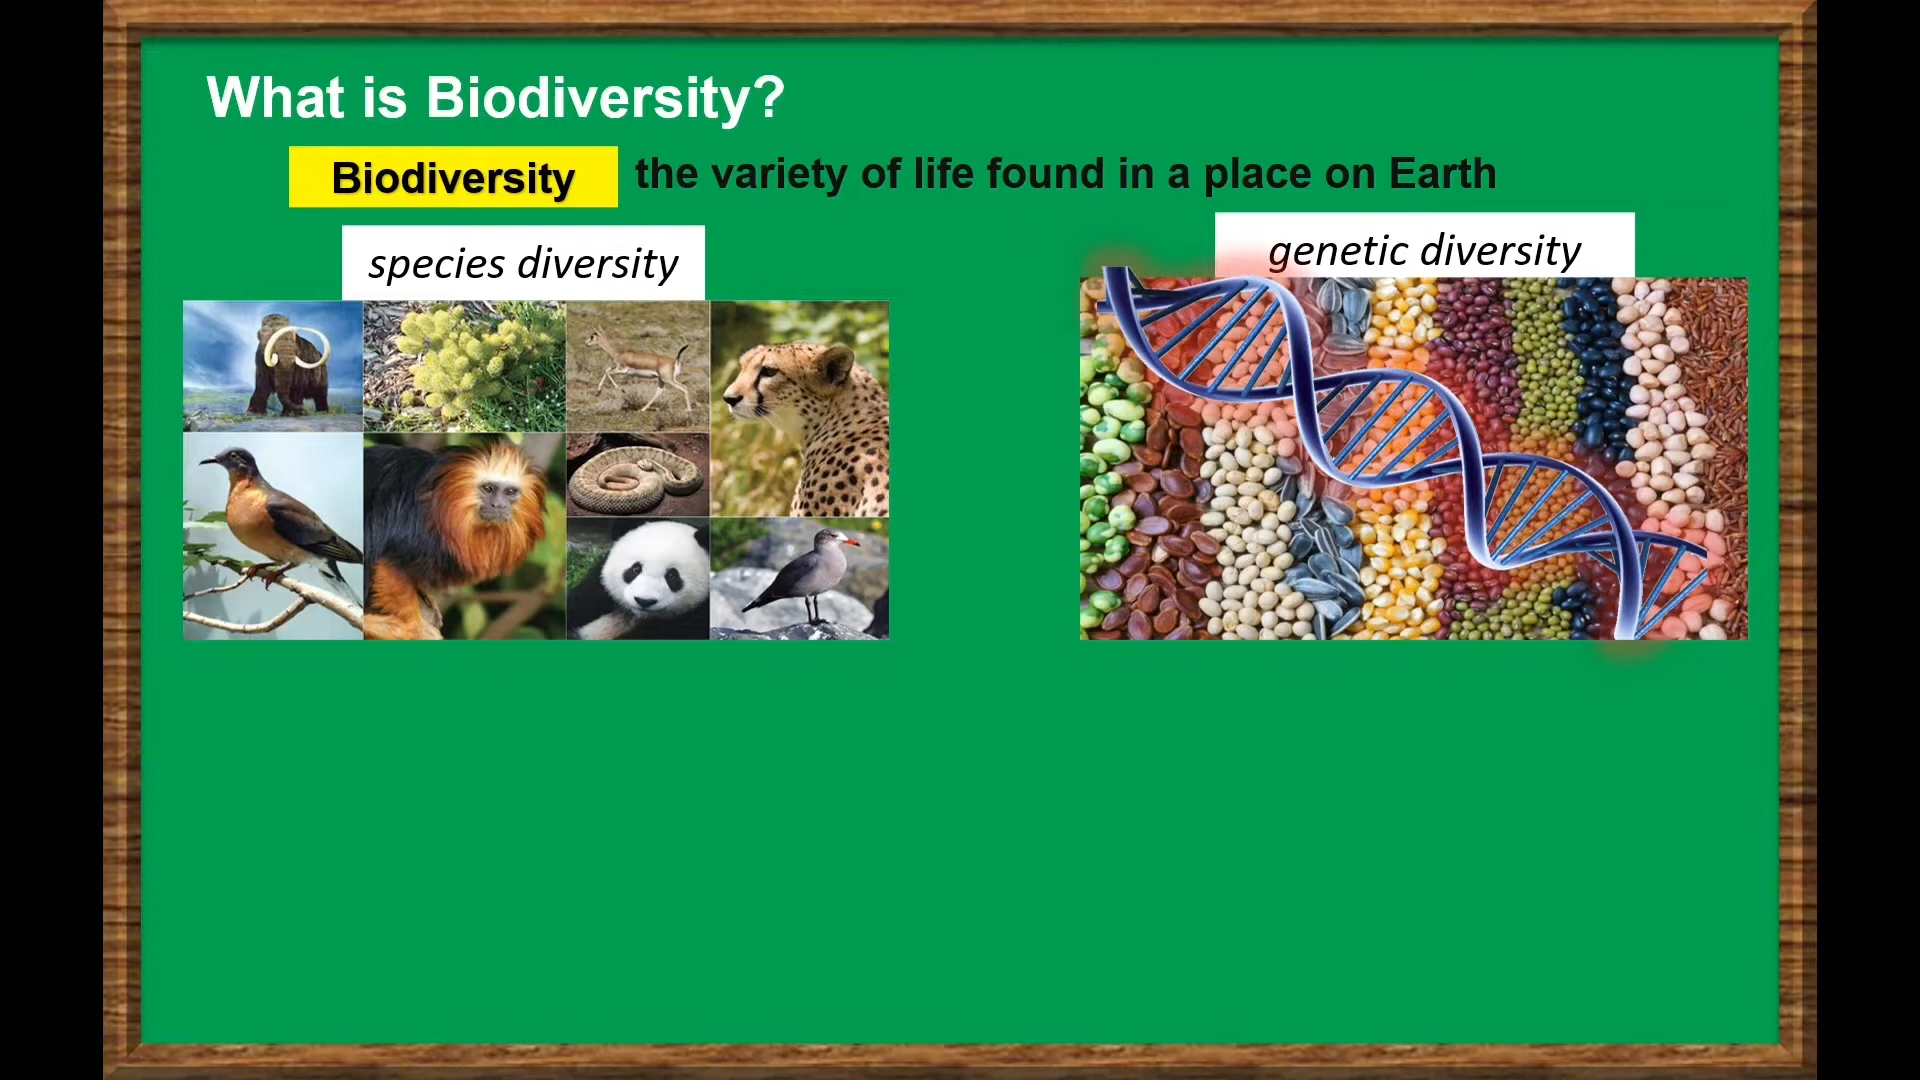 What is Biodiversity?
Biodiversity the variety of life found in a place on Earth
species diversity
genetic diversity